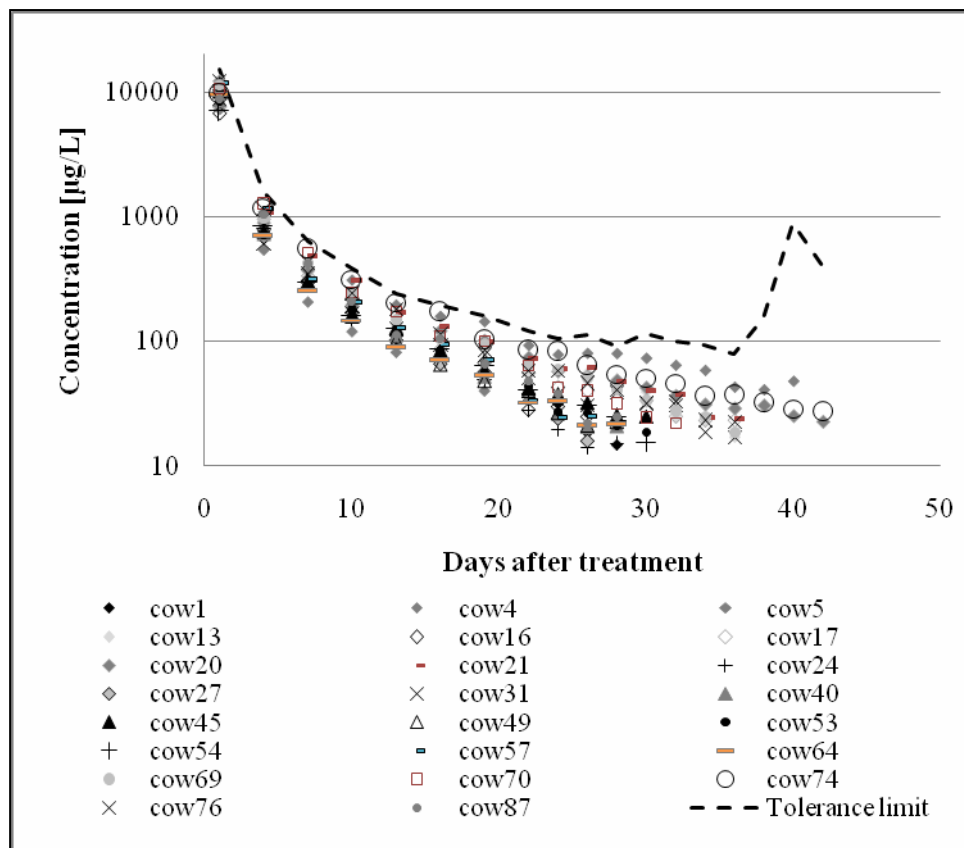 Concentration [µg/L]
10000
1000
100
10
0 10 20 30 40 50
Days after treatment
cow1 cow4 cow5
cow13 cow16 cow17
cow20 cow21 cow24
cow27 cow31 cow40
cow45 cow49 cow53
cow54 cow57 cow64
cow69 cow70 cow74
cow76 cow87 Tolerance limit